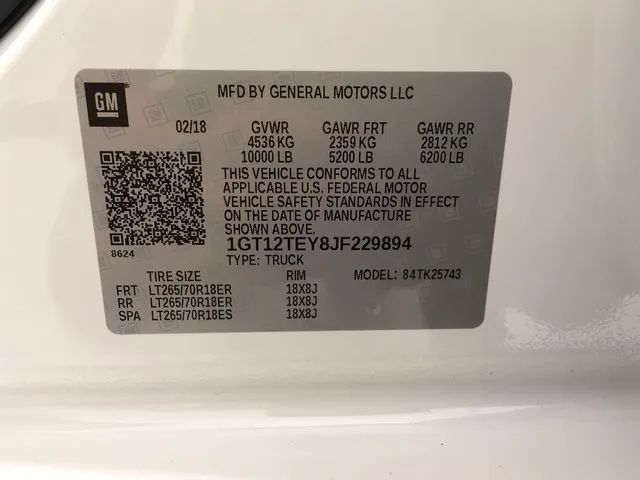 GM
MFD BY GENERAL MOTORS LLC
02/18 GVWR GAWR FRT GAWR RR
4536 KG 2359 KG 2812 KG
10000 LB 5200 LB 6200 LB
THIS VEHICLE CONFORMS TO ALL
APPLICABLE U.S. FEDERAL MOTOR
VEHICLE SAFETY STANDARDS IN EFFECT
ON THE DATE OF MANUFACTURE
SHOWN ABOVE.
8624
1GT12TEY8JF229894
TYPE: TRUCK
TIRE SIZE RIM MODEL: 84TK25743
FRT LT265/70R18ER 18X8J
RR LT265/70R18ER 18X8J
SPA LT265/70R18ES 18X8J